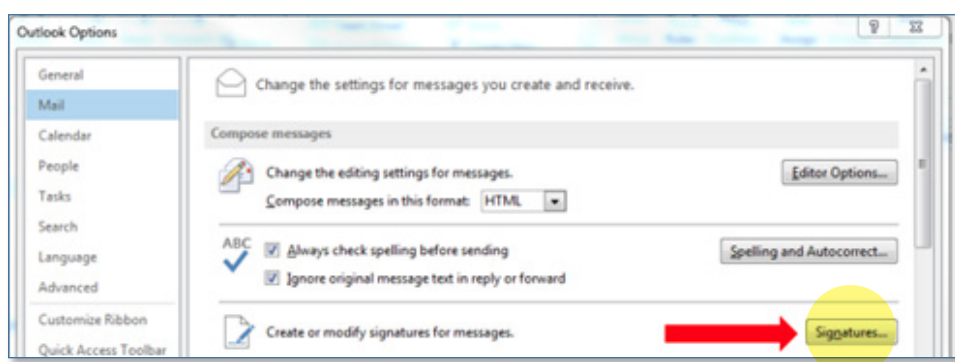 Outlook Options
General
Mail
Calendar
People
Tasks
Search
Language
Advanced
Customize Ribbon
Quick Access Toolbar
Change the settings for messages you create and receive.
Compose messages
Change the editing settings for messages.
Editor Options...
Compose messages in this format: HTML
ABC
Always check spelling before sending
Spelling and Autocorrect...
Ignore original message text in reply or forward
Create or modify signatures for messages.
Signatures...